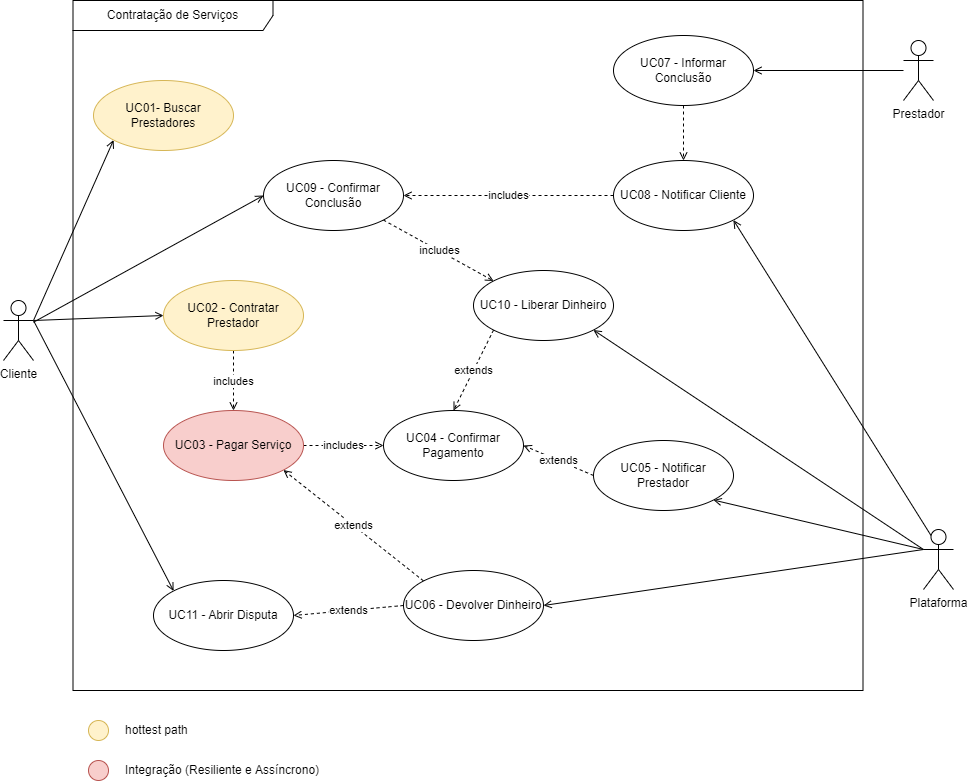 Contratação de Serviços
UC07 - Informar
Conclusão
Prestador
UC01- Buscar
Prestadores
UC09 - Confirmar
Conclusão
includes
UC08 - Notificar Cliente
includes
UC10 - Liberar Dinheiro
UC02 - Contratar
Prestador
Cliente
includes
extends
UC03 - Pagar Serviço
includes
UC04 - Confirmar
Pagamento
extends
UC05 - Notificar
Prestador
extends
UC11 - Abrir Disputa
extends
UC06 - Devolver Dinheiro
Plataforma
hottest path
Integração (Resiliente e Assíncrono)